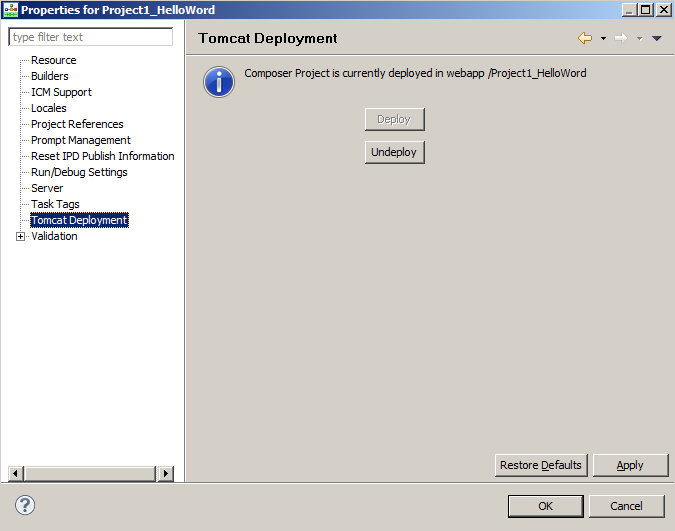 Properties for Project1_HelloWord
type filter text
Resource
Builders
ICM Support
Locales
Project References
Prompt Management
Reset IPD Publish Information
Run/Debug Settings
Server
Task Tags
Tomcat Deployment
Validation
Tomcat Deployment
Composer Project is currently deployed in webapp /Project1_HelloWord
Deploy
Undeploy
Restore Defaults
Apply
OK
Cancel